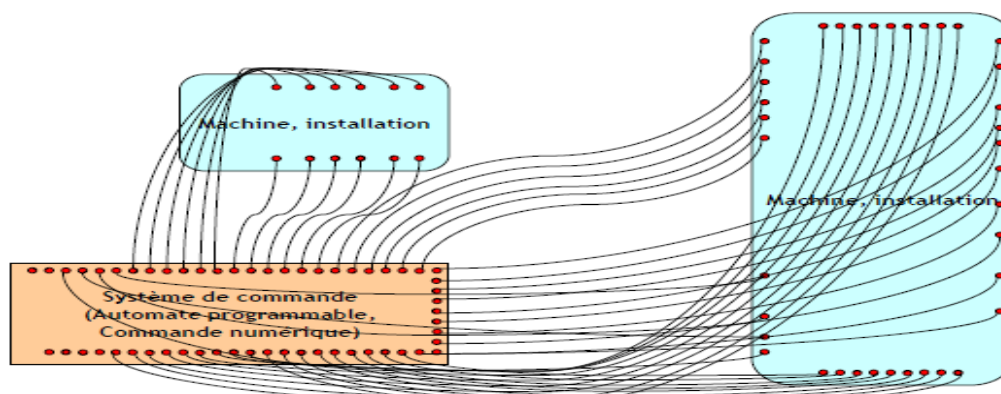 Machine, installation
Machine, installation
Système de commande
(Automate programmable,
Commande numérique)